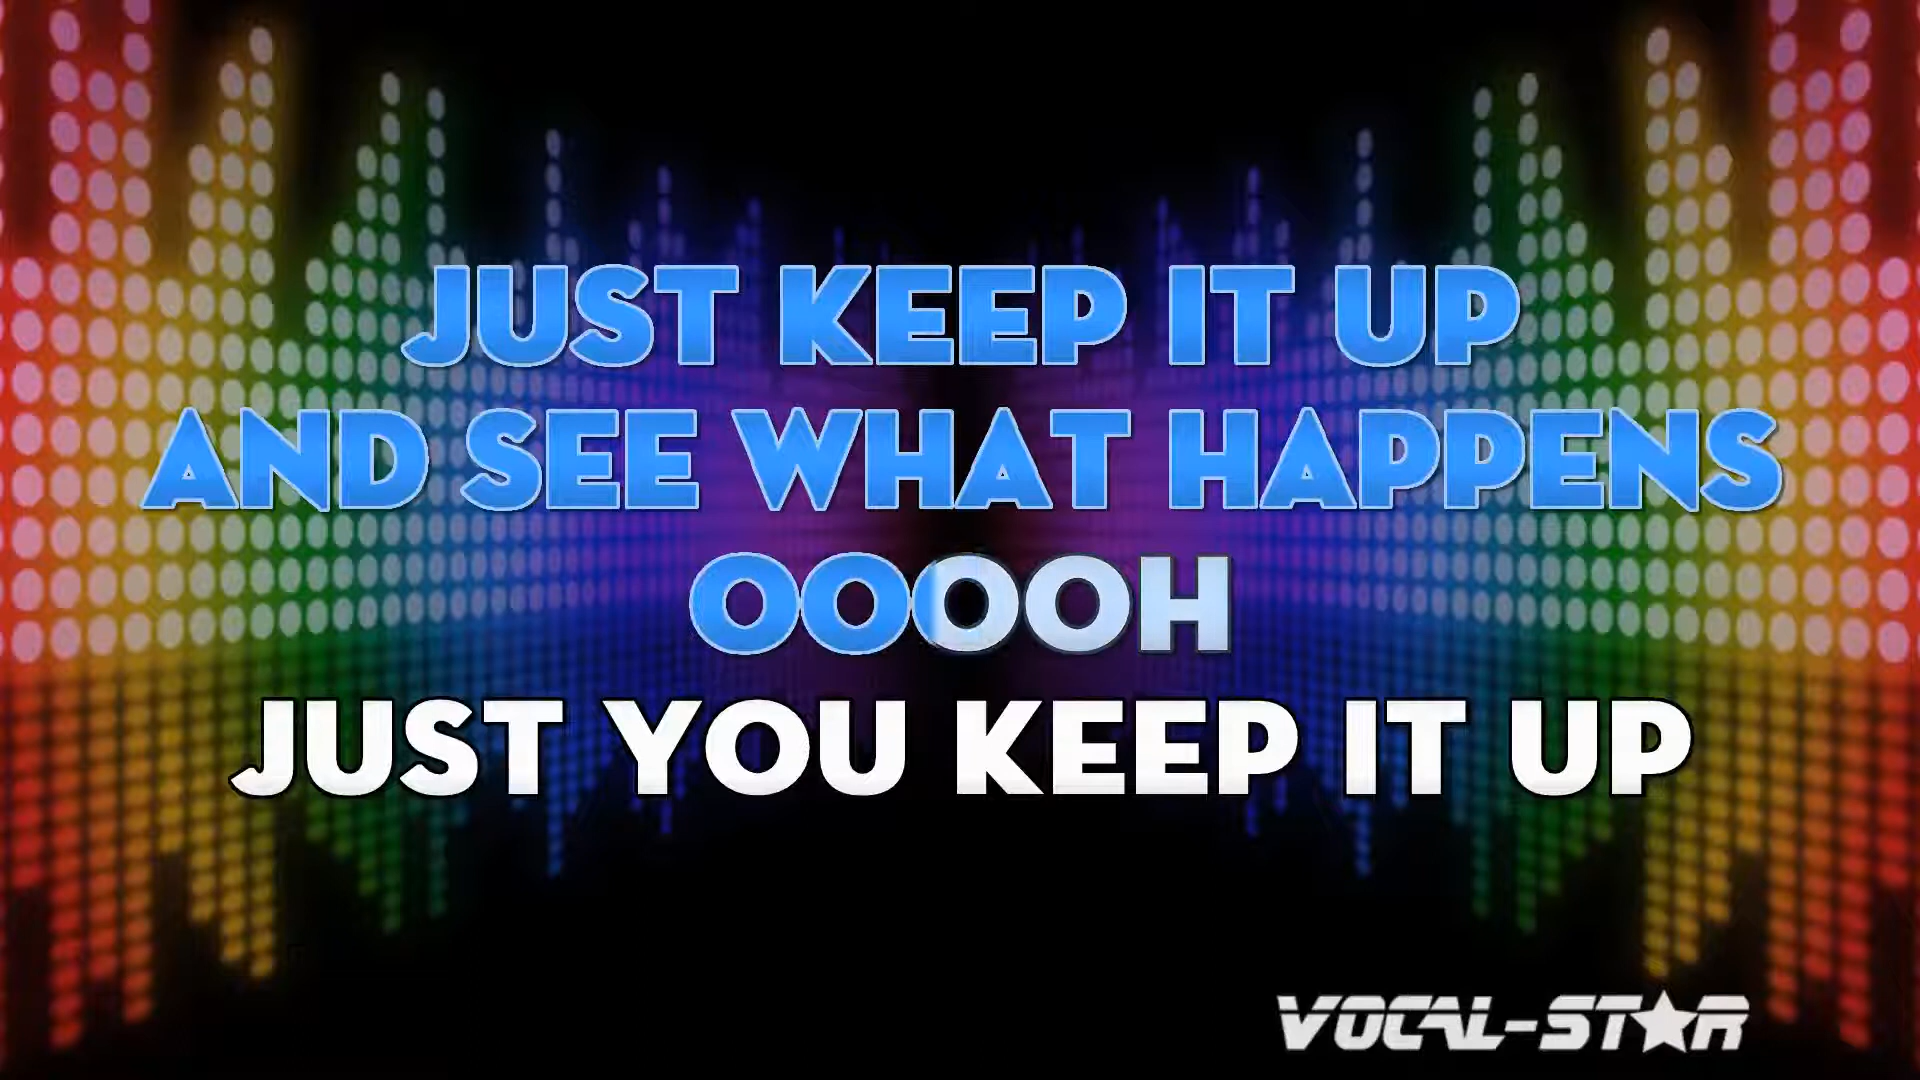 JUST KEEP IT UP
AND SEE WHAT HAPPENS
OOOOH
JUST YOU KEEP IT UP
VOCAL-STAR